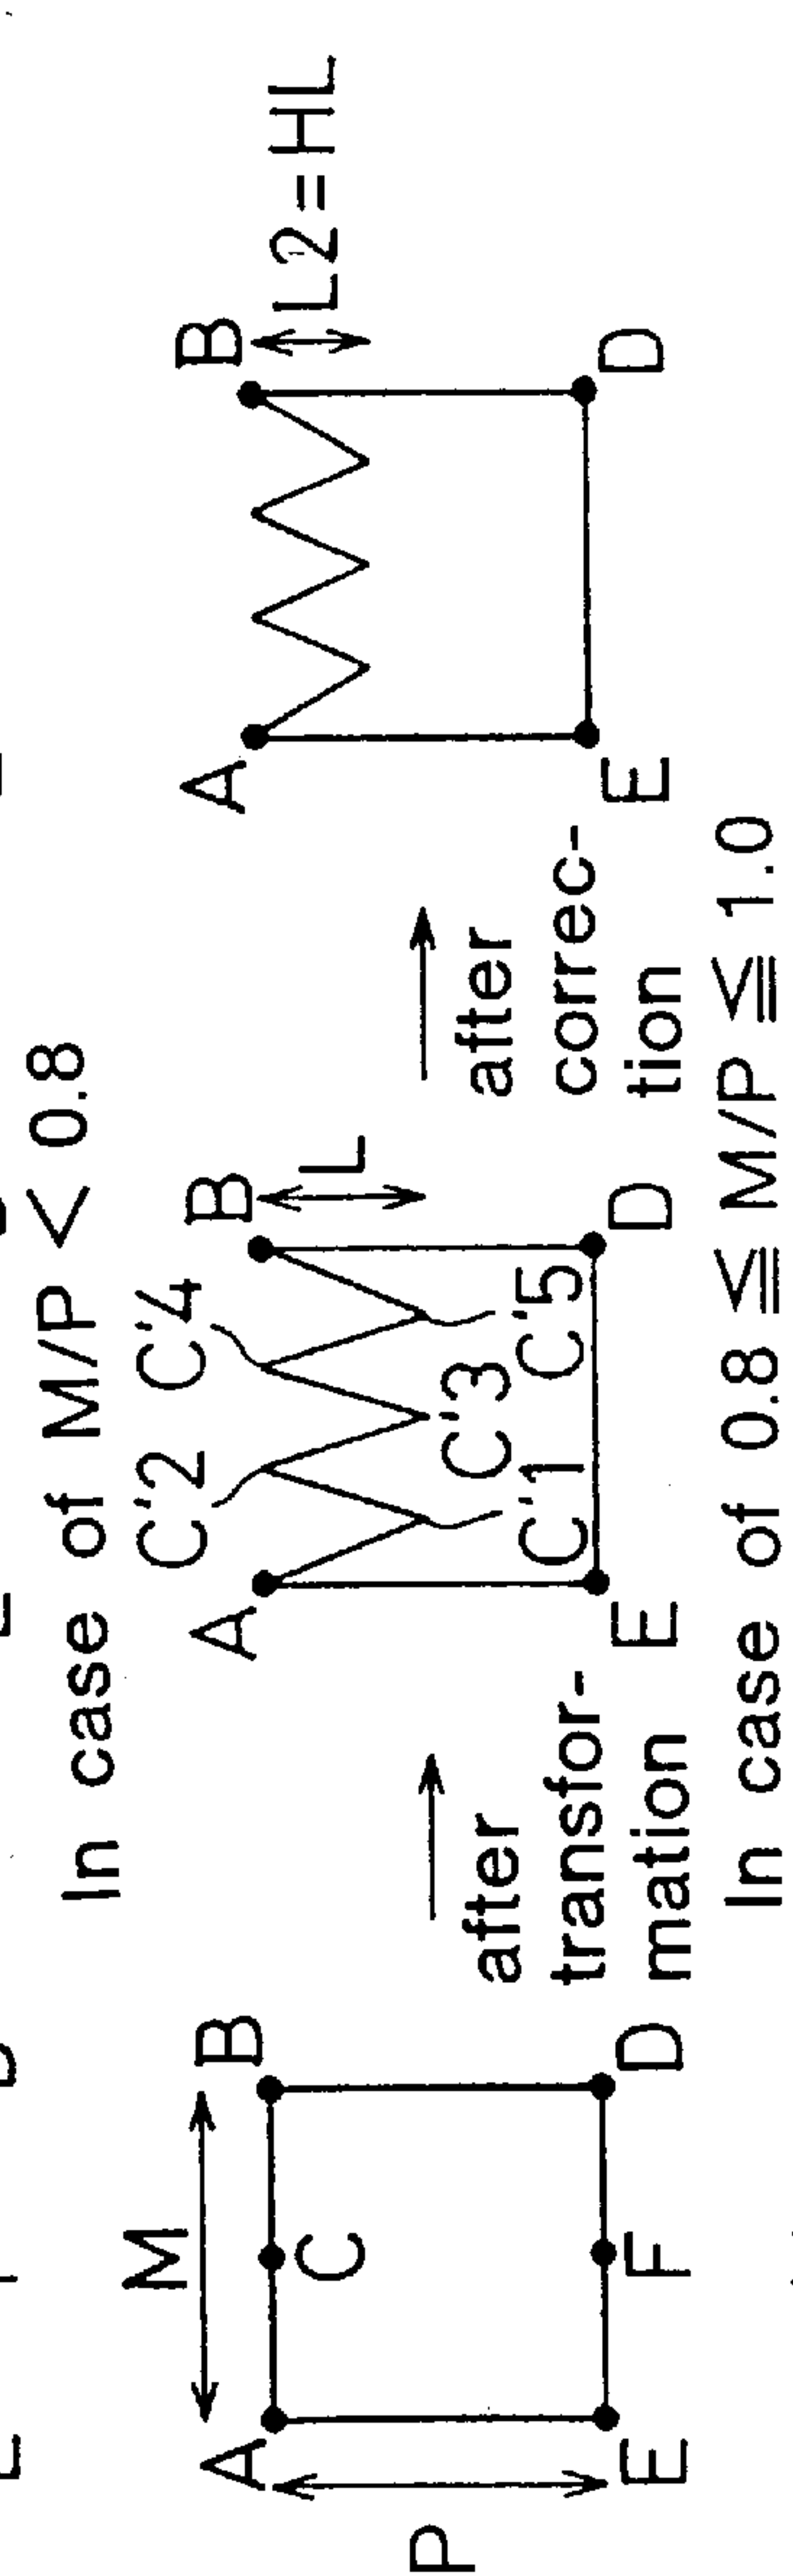 In case of M/P < 0.8
M
A
C
B
P
E
F
D
after
transfor-
mation
C'2
C'4
A
B
L
C'3
C'1
C'5
E
D
after
correc-
tion
A
B
L2=HL
E
D
In case of 0.8 ≦ M/P ≦ 1.0